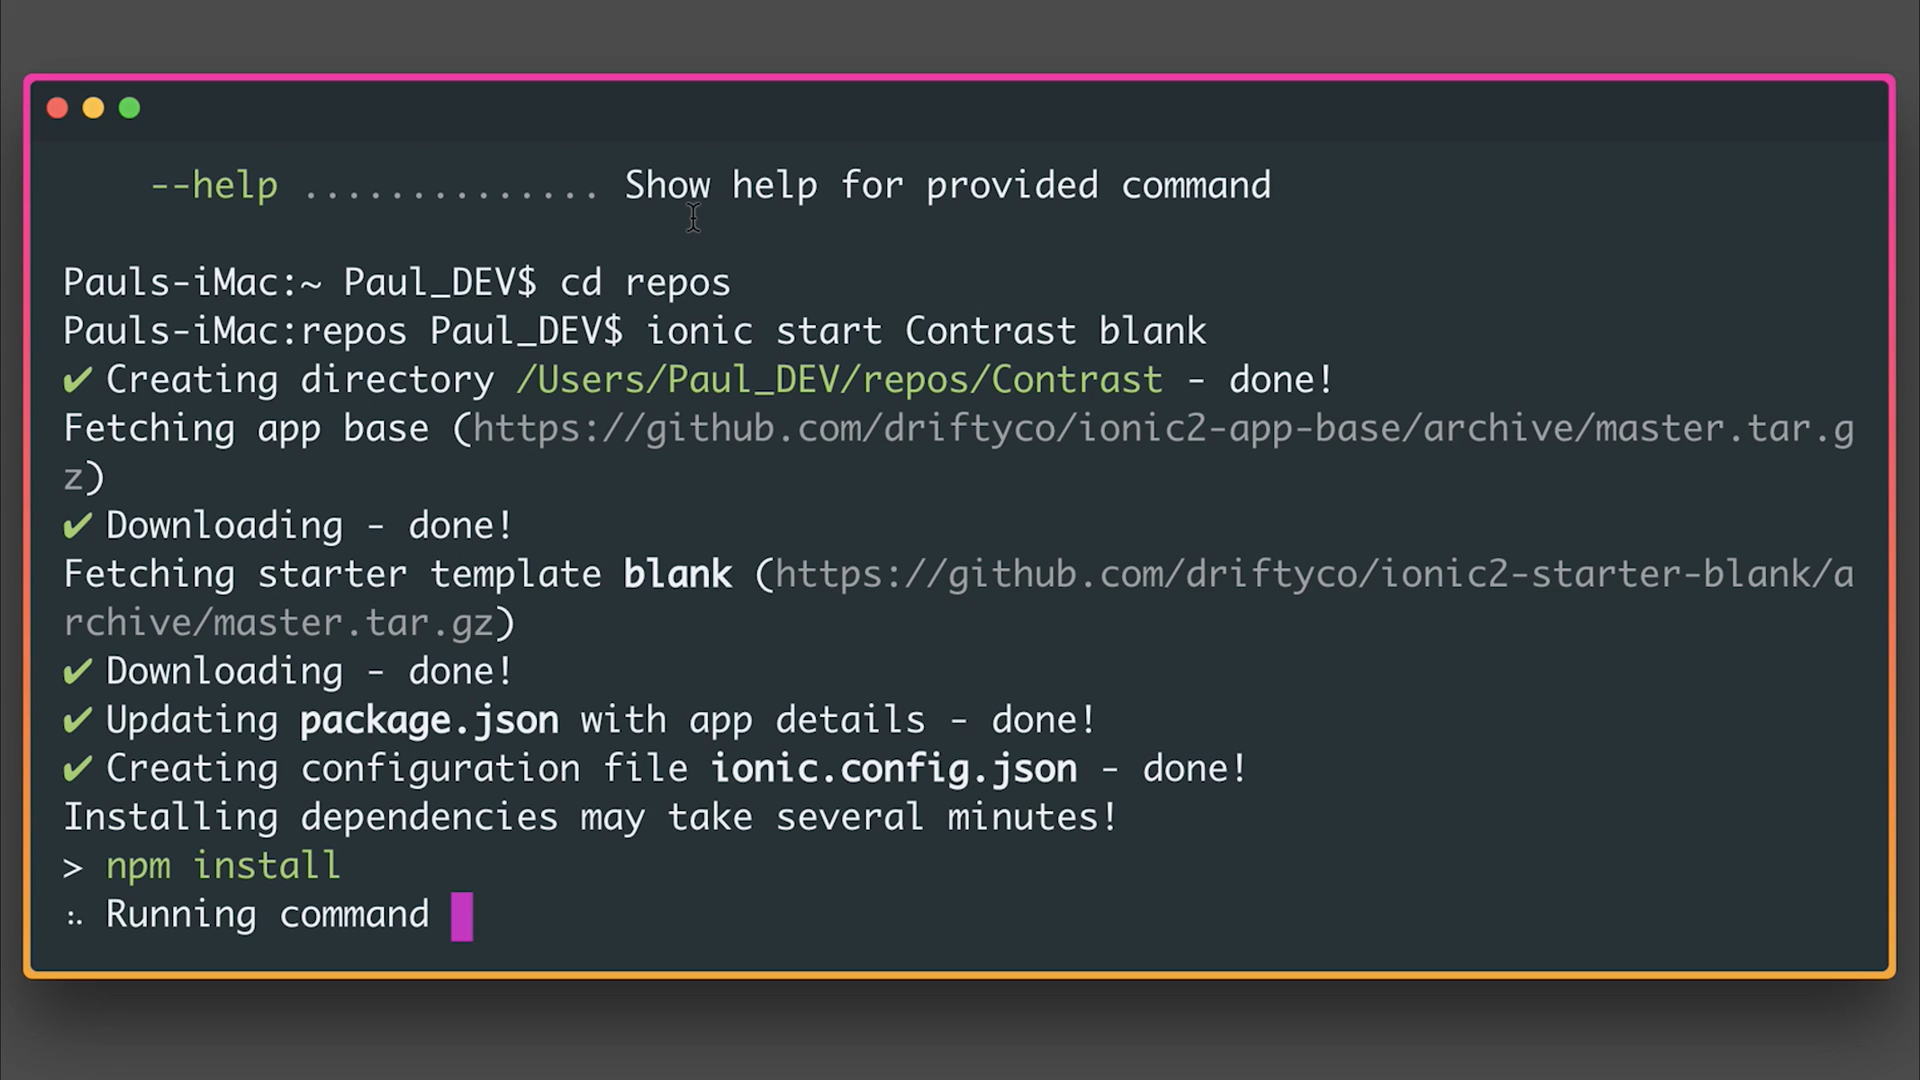 --help .............. Show help for provided command
Pauls-iMac:~ Paul_DEV$ cd repos
Pauls-iMac:repos Paul_DEV$ ionic start Contrast blank
✔ Creating directory /Users/Paul_DEV/repos/Contrast - done!
Fetching app base (https://github.com/driftyco/ionic2-app-base/archive/master.tar.g
z)
✔ Downloading - done!
Fetching starter template blank (https://github.com/driftyco/ionic2-starter-blank/a
rchive/master.tar.gz)
✔ Downloading - done!
✔ Updating package.json with app details - done!
✔ Creating configuration file ionic.config.json - done!
Installing dependencies may take several minutes!
> npm install
⠢ Running command